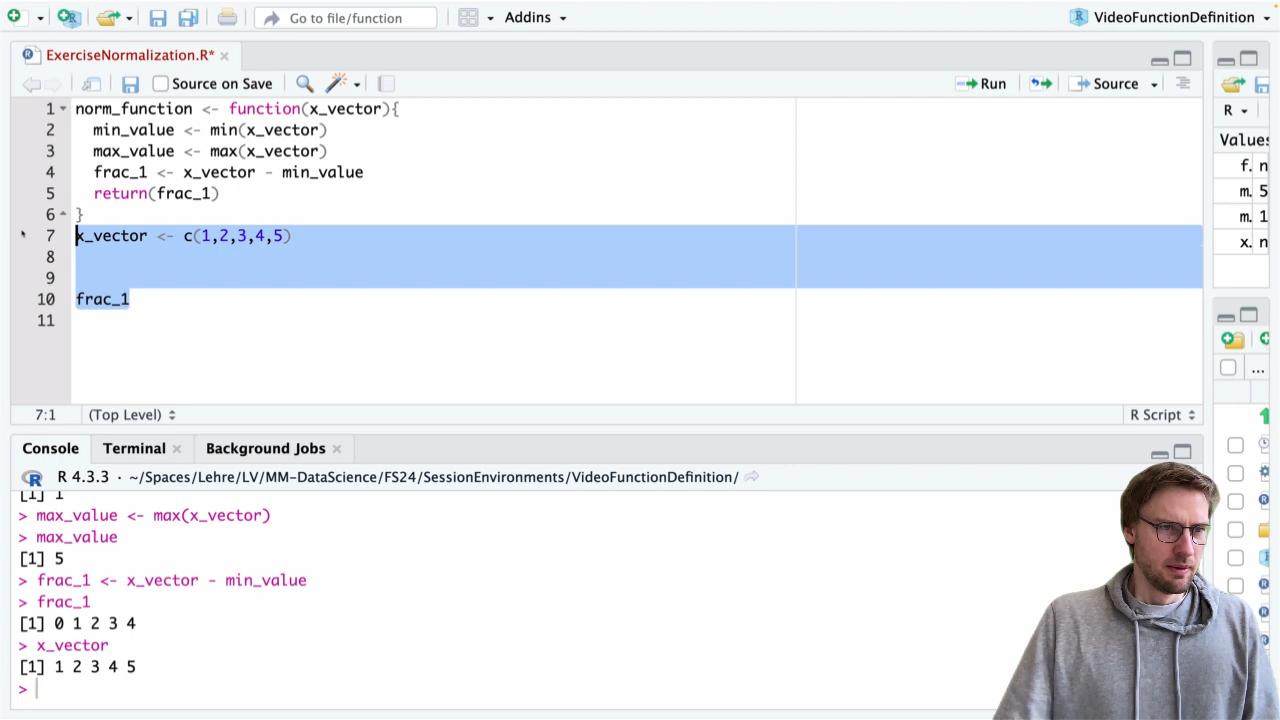 Go to file/function
Addins
VideoFunctionDefinition
ExerciseNormalization.R*
Source on Save
Run
Source
1 norm_function <- function(x_vector){
2 min_value <- min(x_vector)
3 max_value <- max(x_vector)
4 frac_1 <- x_vector - min_value
5 return(frac_1)
6 }
7 x_vector <- c(1,2,3,4,5)
8
9
10 frac_1
11
7:1 (Top Level) R Script
R
Values
f. n
m. 5
m. 1
x. n
...
Console Terminal Background Jobs
R 4.3.3 · ~/Spaces/Lehre/LV/MM-DataScience/FS24/SessionEnvironments/VideoFunctionDefinition/
[1] 1
> max_value <- max(x_vector)
> max_value
[1] 5
> frac_1 <- x_vector - min_value
> frac_1
[1] 0 1 2 3 4
> x_vector
[1] 1 2 3 4 5
>